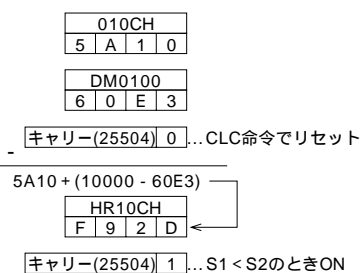 010CH
5 A 1 0
DM0100
6 0 E 3
- キャリー(25504) 0 …CLC命令でリセット
5A10 + (10000 - 60E3)
HR10CH
F 9 2 D
キャリー(25504) 1 …S1 < S2のときON